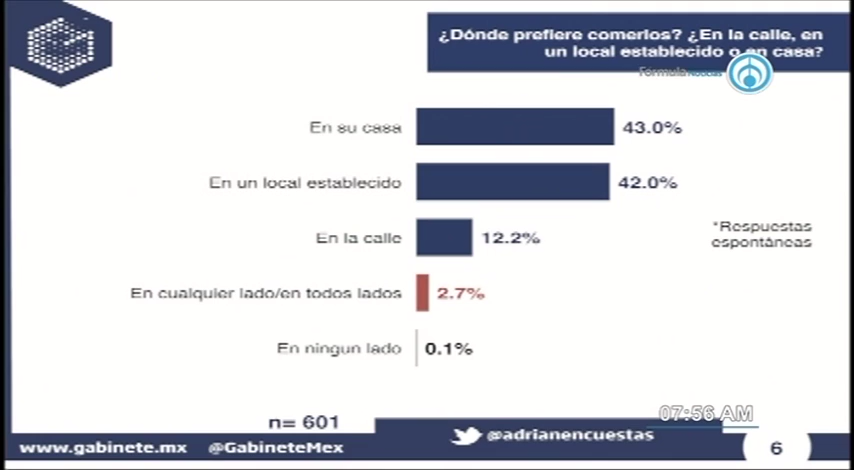 ¿Dónde prefiere comerlos? ¿En la calle, en
un local establecido o en casa?
FórmulaNoticias
En su casa 43.0%
En un local establecido 42.0%
En la calle 12.2%
*Respuestas
espontáneas
En cualquier lado/en todos lados 2.7%
En ningun lado 0.1%
n= 601
07:56 AM
www.gabinete.mx @GabineteMex
@adrianencuestas
6